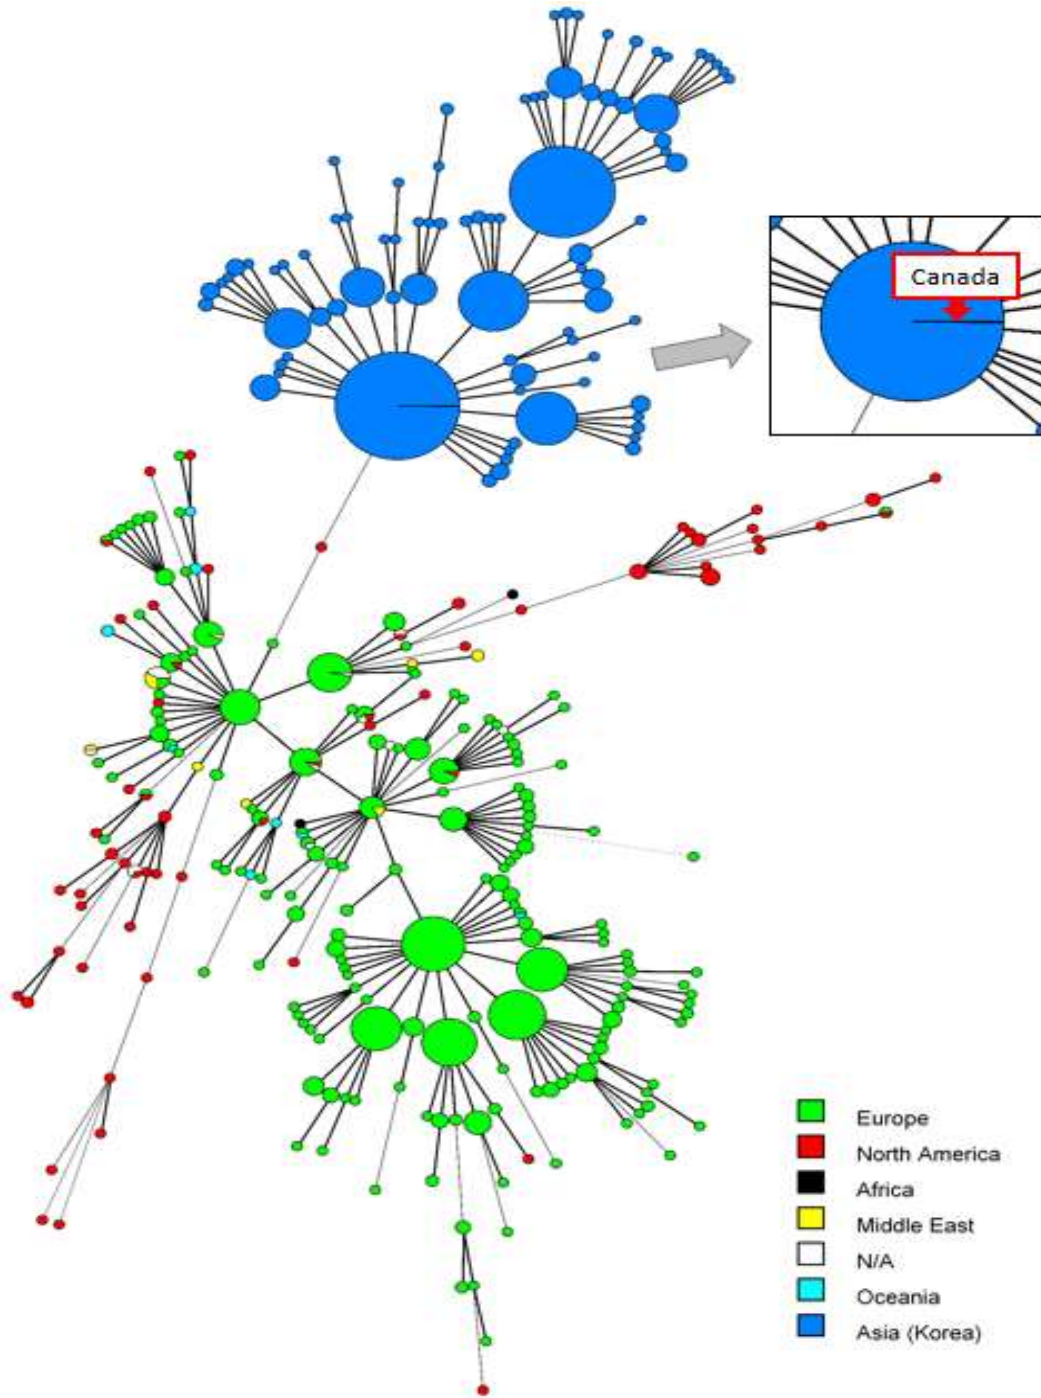 Canada
Europe
North America
Africa
Middle East
N/A
Oceania
Asia (Korea)